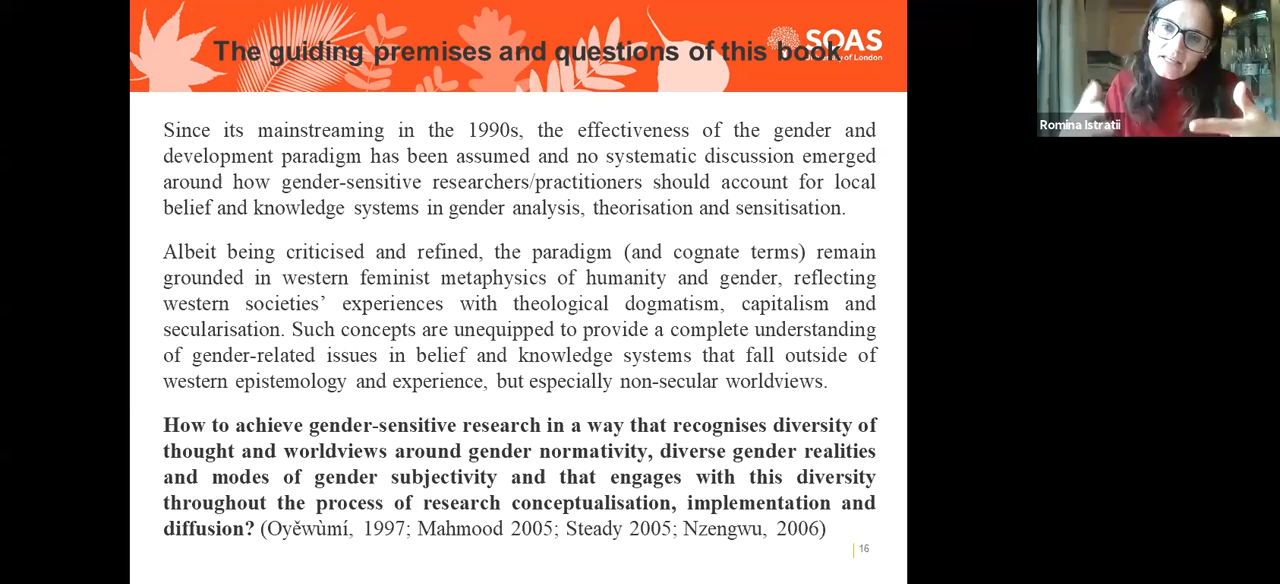 The guiding premises and questions of this book
SOAS
University of London
Romina Istratii
Since its mainstreaming in the 1990s, the effectiveness of the gender and
development paradigm has been assumed and no systematic discussion emerged
around how gender-sensitive researchers/practitioners should account for local
belief and knowledge systems in gender analysis, theorisation and sensitisation.
Albeit being criticised and refined, the paradigm (and cognate terms) remain
grounded in western feminist metaphysics of humanity and gender, reflecting
western societies’ experiences with theological dogmatism, capitalism and
secularisation. Such concepts are unequipped to provide a complete understanding
of gender-related issues in belief and knowledge systems that fall outside of
western epistemology and experience, but especially non-secular worldviews.
How to achieve gender-sensitive research in a way that recognises diversity of
thought and worldviews around gender normativity, diverse gender realities
and modes of gender subjectivity and that engages with this diversity
throughout the process of research conceptualisation, implementation and
diffusion? (Oyěwùmí, 1997; Mahmood 2005; Steady 2005; Nzengwu, 2006)
16